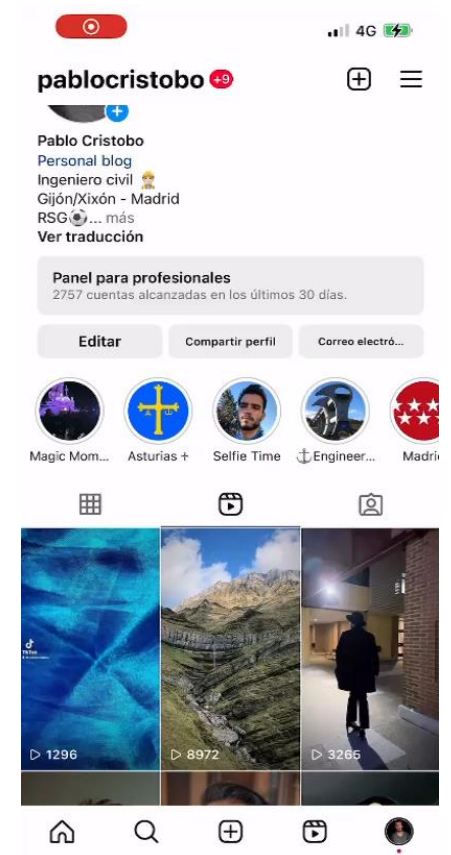 4G
pablocristobo +9
Pablo Cristobo
Personal blog
Ingeniero civil 👷
Gijón/Xixón - Madrid
RSG⚽... más
Ver traducción
Panel para profesionales
2757 cuentas alcanzadas en los últimos 30 días.
Editar
Compartir perfil
Correo electró...
Magic Mom...
Asturias +
Selfie Time
⚓Engineer...
Madri
TikTok
1296
8972
3265